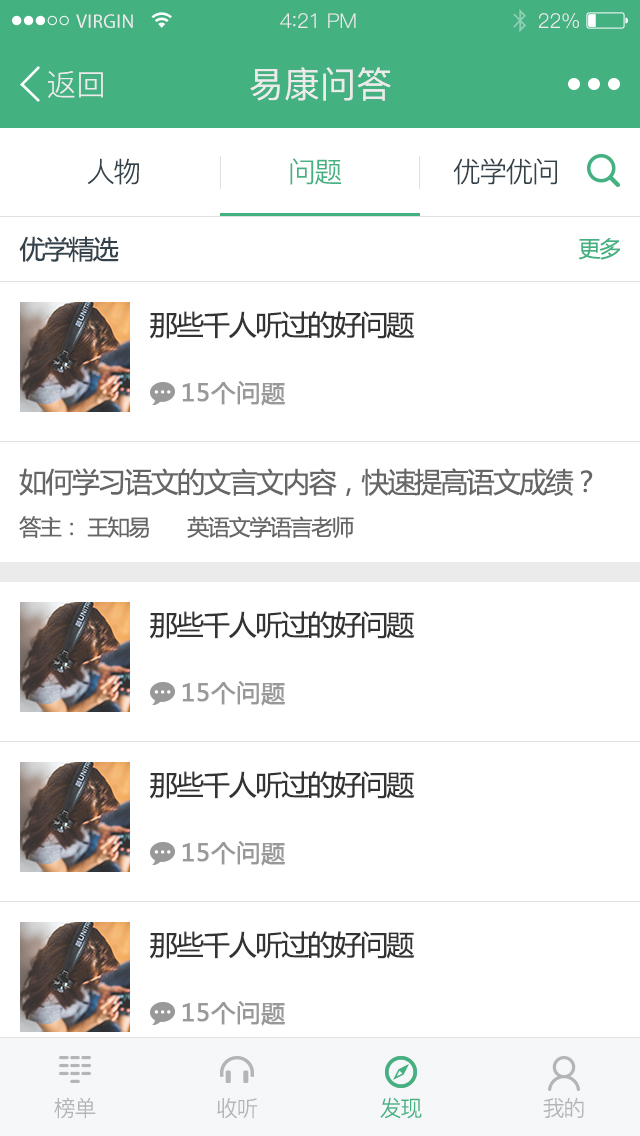 VIRGIN 4:21 PM 22%
返回 易康问答
人物 问题 优学优问
优学精选 更多
那些千人听过的好问题
15个问题
如何学习语文的文言文内容，快速提高语文成绩？
答主： 王知易 英语文学语言老师
那些千人听过的好问题
15个问题
那些千人听过的好问题
15个问题
那些千人听过的好问题
15个问题
榜单 收听 发现 我的